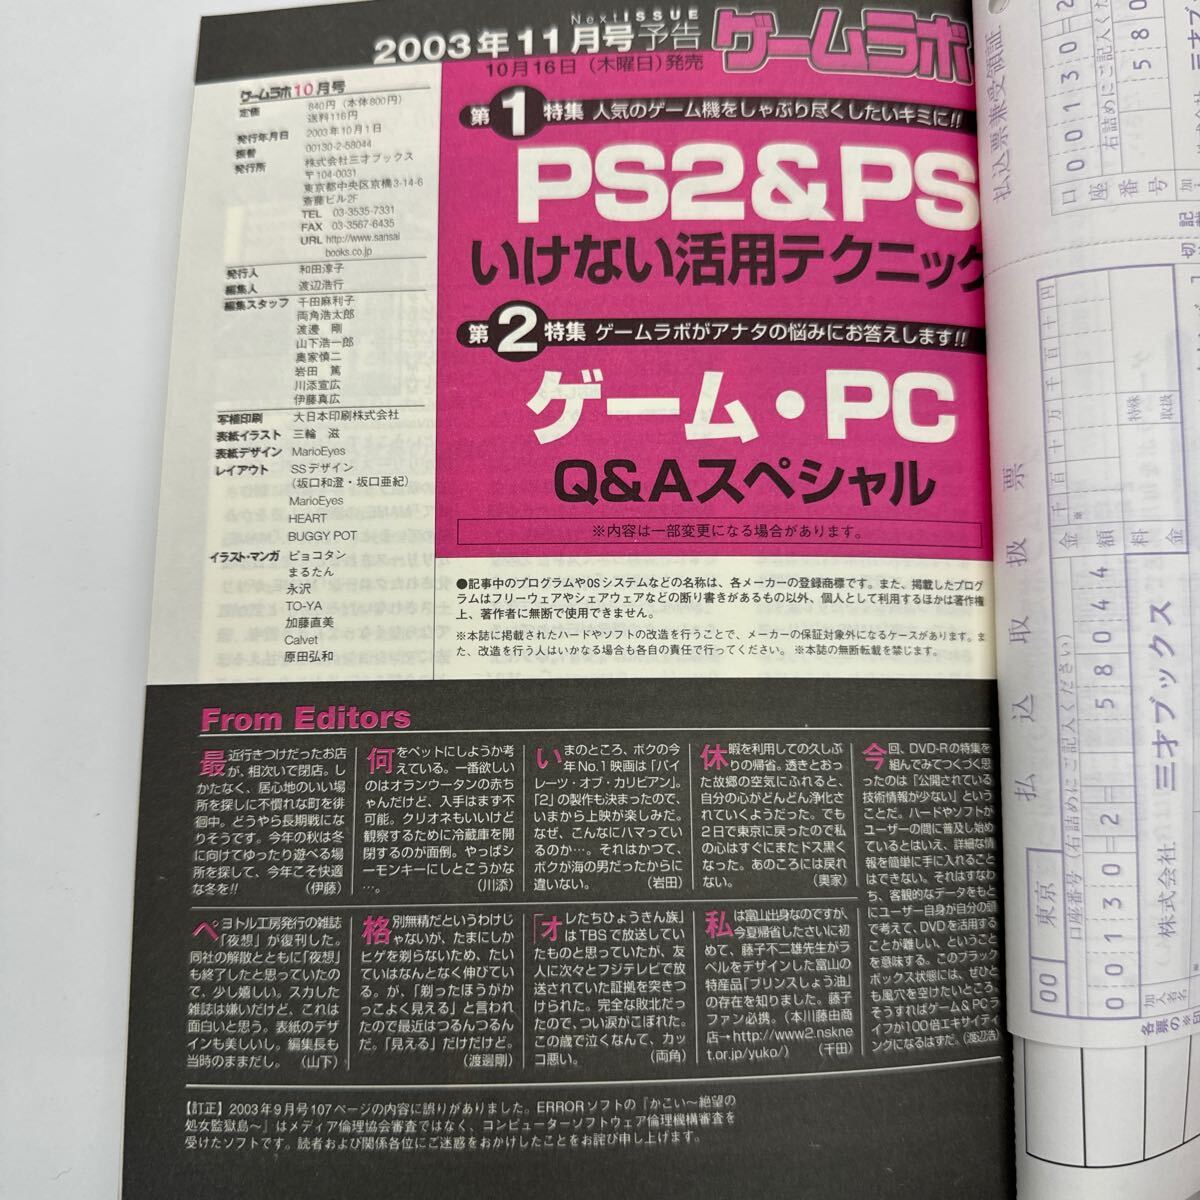 Next ISSUE
2003年11月号予告
ゲームラボ
10月16日(木曜日)発売
第1特集 人気のゲーム機をしゃぶり尽くしたいキミに!!
PS2&PS
いけない活用テクニック
第2特集 ゲームラボがアナタの悩みにお答えします!!
ゲーム・PC
Q&Aスペシャル
※内容は一部変更になる場合があります。
ゲームラボ10月号
定価 840円(本体800円)
送料116円
発行年月日 2003年10月1日
振替 00130-2-58044
発行所 株式会社三才ブックス
〒104-0031
東京都中央区京橋3-14-6
斎藤ビル2F
TEL 03-3535-7331
FAX 03-3567-6435
URL http://www.sansai
books.co.jp
発行人 和田淳子
編集人 渡辺浩行
編集スタッフ 千田麻利子
両角浩太郎
渡邊 剛
山下浩一郎
奥家慎二
岩田 篤
川添宣広
伊藤真広
写植印刷 大日本印刷株式会社
表紙イラスト 三輪 滋
表紙デザイン MarioEyes
レイアウト SSデザイン
(坂口和澄・坂口亜紀)
MarioEyes
HEART
BUGGY POT
イラスト・マンガ ピョコタン
まるたん
永沢
TO-YA
加藤直美
Calvet
原田弘和
●記事中のプログラムやOSシステムなどの名称は、各メーカーの登録商標です。また、掲載したプログ
ラムはフリーウェアやシェアウェアなどの断り書きがあるもの以外、個人として利用するほかは著作権
上、著作者に無断で使用できません。
※本誌に掲載されたハードやソフトの改造を行うことで、メーカーの保証対象外になるケースがあります。ま
た、改造を行う人はいかなる場合も各自の責任で行ってください。 ※本誌の無断転載を禁じます。
From Editors
最近行きつけだったお店
が、相次いで閉店。し
かたなく、居心地のいい場
所を探しに不慣れな町を徘
徊中。どうやら長期戦にな
りそうです。今年の秋は冬
に向けてゆったり遊べる場
所を探して、今年こそ快適
な冬を!! (伊藤)
何をペットにしようか考
えている。一番欲しい
のはオランウータンの赤ち
ゃんだけど、入手はまず不
可能。クリオネもいいけど
観察するために冷蔵庫を開
閉するのが面倒。やっぱシ
ーモンキーにしとこうかな
…。 (川添)
いまのところ、ボクの今
年No.1映画は「パイ
レーツ・オブ・カリビアン」。
「2」の製作も決まったので、
いまから上映が楽しみだ。
なぜ、こんなにハマってい
るのか…。それはかつて、
ボクが海の男だったからに
違いない。 (岩田)
休暇を利用しての久しぶ
りの帰省。透きとおっ
た故郷の空気にふれると、
自分の心がどんどん浄化さ
れていくようだった。でも
2日で東京に戻ったので私
の心はすぐにまたドス黒く
なった。あのころには戻れ
ない。 (奥家)
今回、DVD-Rの特集を
組んでみてつくづく思
ったのは「公開されている
技術情報が少ない」という
ことだ。ハードやソフトが
ユーザーの間に普及し始め
ているとはいえ、詳細な情
報を簡単に手に入れること
はできない。それはすなわ
ち、客観的なデータをもと
にユーザー自身が自分の頭
で考えて、DVDを活用する
ことが難しい、ということ
を意味する。このブラック
ボックス状態には、ぜひと
も風穴を空けたいところ。
そうすればゲーム&PCラ
イフが100倍エキサイティ
ングになるはずだ。(渡辺浩)
ペヨトル工房発行の雑誌
「夜想」が復刊した。
同社の解散とともに「夜想」
も終了したと思っていたの
で、少し嬉しい。スカした
雑誌は嫌いだけど、これは
面白いと思う。表紙のデザ
インも美しいし。編集長も
当時のままだし。 (山下)
格別無精だというわけじ
ゃないが、たまにしか
ヒゲを剃らないため、たい
ていはなんとなく伸びてい
る。が、「剃ったほうがか
っこよく見える」と言われ
たので最近はつるんつるん
だ。「見える」だけだけど。
(渡邊剛)
「オレたちひょうきん族」
はTBSで放送してい
たものと思っていたが、友
人に次々とフジテレビで放
送されていた証拠を突きつ
けられた。完全な敗北だっ
たので、つい涙がこぼれた。
この歳で泣くなんて、カッ
コ悪い。 (両角)
私は富山出身なのですが、
今夏帰省したさいに初
めて、藤子不二雄先生がラ
ベルをデザインした富山の
特産品「プリンスしょう油」
の存在を知りました。藤子
ファン必携。(本川藤由商
店→http://www2.nskne
t.or.jp/yuko/) (千田)
【訂正】2003年9月号107ページの内容に誤りがありました。ERRORソフトの『かこい〜絶望の
処女監獄島〜』はメディア倫理協会審査ではなく、コンピューターソフトウェア倫理機構審査を
受けたソフトです。読者および関係各位にご迷惑をおかけしたことをお詫び申し上げます。
払込票兼受領証
口座番号
右詰めにご記入くだ
00130=2
580
三才ブ
払込取扱票
00 東京
口座番号(右詰めにご記入ください)
00130=2=58044
金額 千百十万千百十円
料金
特殊取扱
加入者名
株式会社 三才ブックス
各票の※印